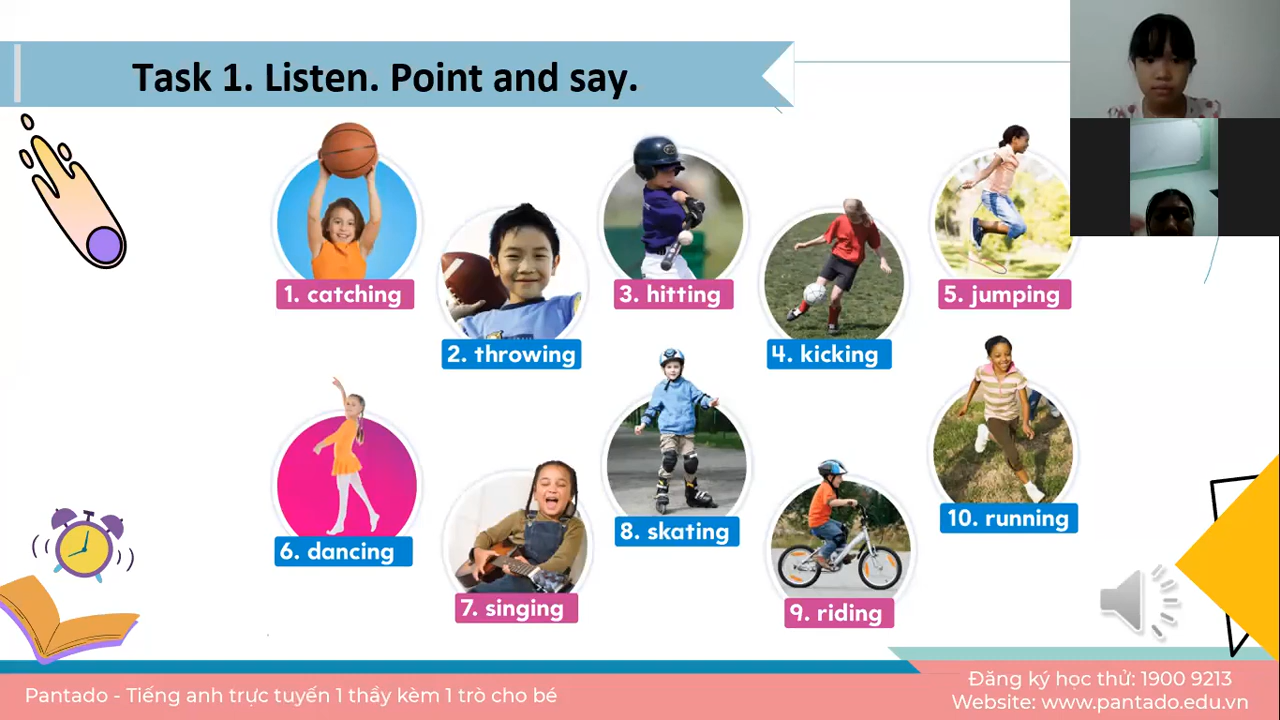 Task 1. Listen. Point and say.
1. catching
2. throwing
3. hitting
4. kicking
5. jumping
6. dancing
7. singing
8. skating
9. riding
10. running
Pantado - Tiếng anh trực tuyến 1 thầy kèm 1 trò cho bé
Đăng ký học thử: 1900 9213
Website: www.pantado.edu.vn